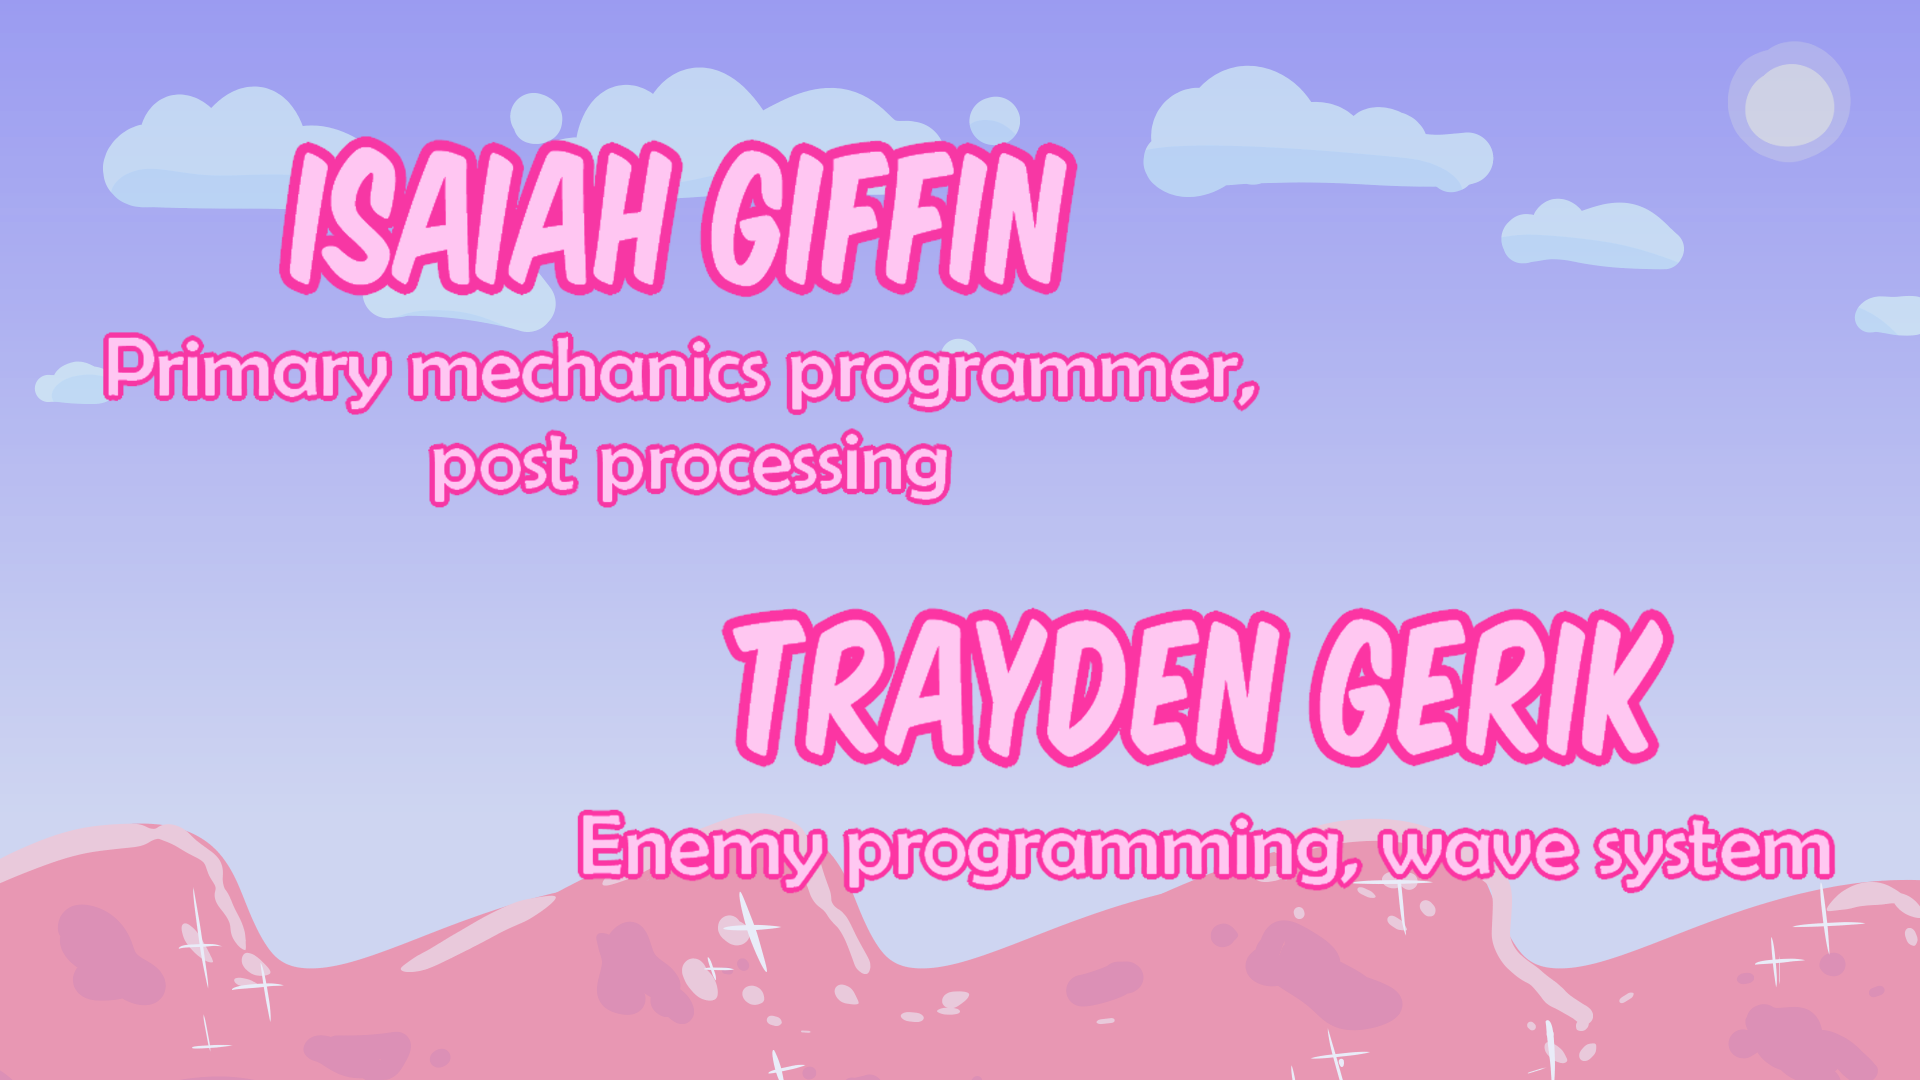 ISAIAH GIFFIN
Primary mechanics programmer,
post processing
TRAYDEN GERIK
Enemy programming, wave system